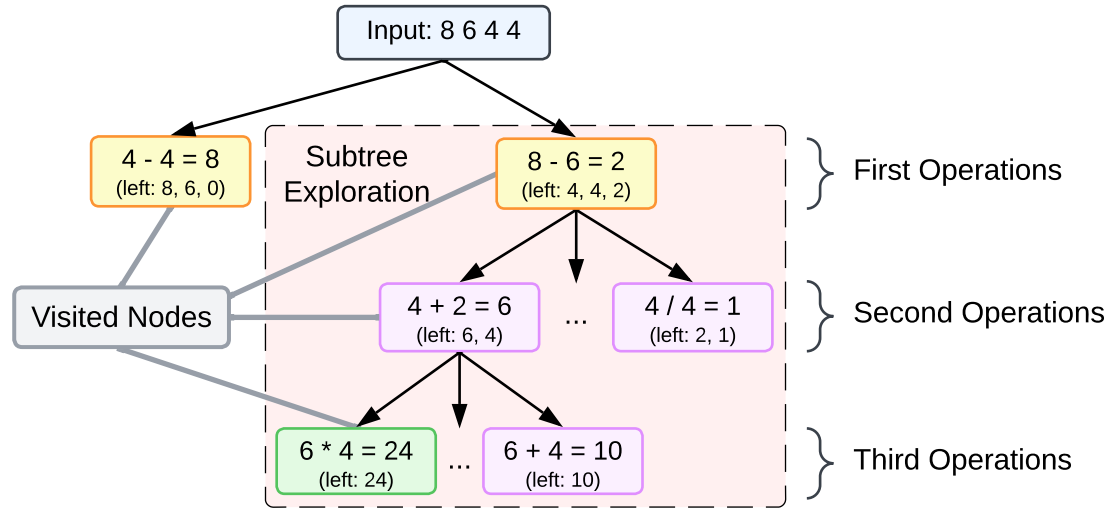 Input: 8 6 4 4
4 - 4 = 8
(left: 8, 6, 0)
Subtree
Exploration
8 - 6 = 2
(left: 4, 4, 2)
First Operations
Visited Nodes
4 + 2 = 6
(left: 6, 4)
...
4 / 4 = 1
(left: 2, 1)
Second Operations
6 * 4 = 24
(left: 24)
...
6 + 4 = 10
(left: 10)
Third Operations